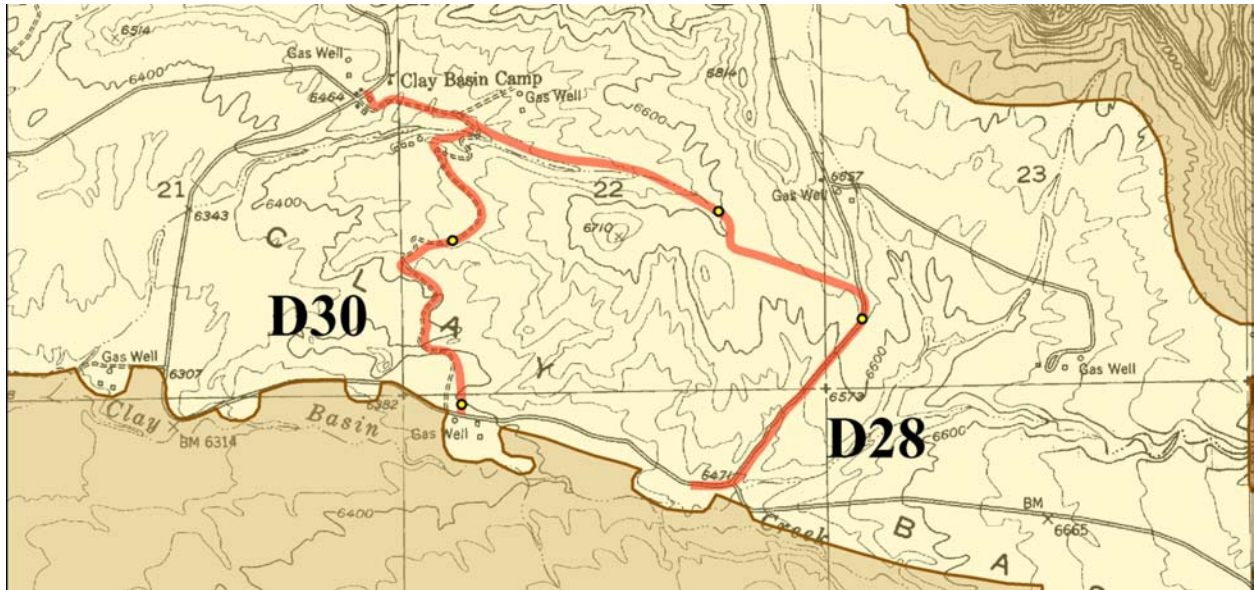 6514
Gas Well
6400
6464
Clay Basin Camp
Gas Well
6814
6600
7000
21
22
23
6343
6400
6710
6657
Gas Well
C L A Y
D30
D28
Gas Well
6307
6382
Clay Basin
BM 6314
Gas Well
6400
6471
6600
6573
6600
Gas Well
Creek
BM
6665
B A